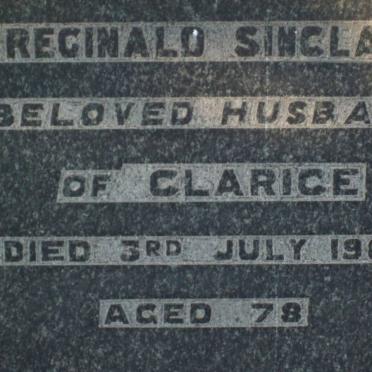 REGINALD SINCLA
BELOVED HUSBA
OF CLARICE
DIED 3RD JULY 19
AGED 78